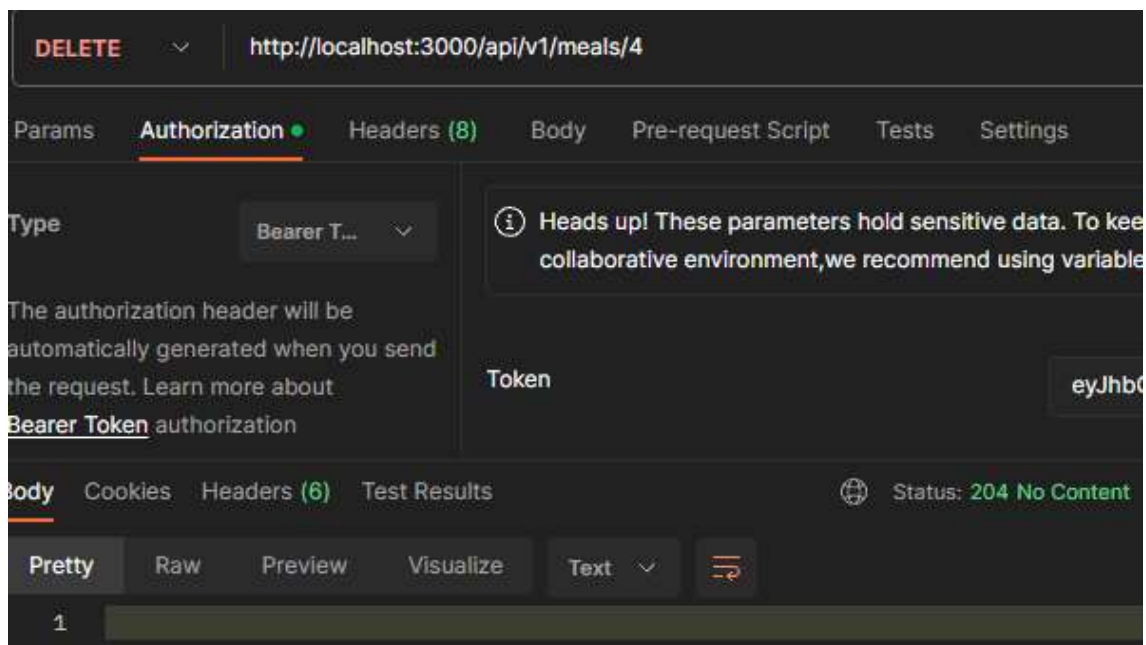 DELETE http://localhost:3000/api/v1/meals/4
Params Authorization Headers (8) Body Pre-request Script Tests Settings
Type Bearer T...
The authorization header will be
automatically generated when you send
the request. Learn more about
Bearer Token authorization
Heads up! These parameters hold sensitive data. To kee
collaborative environment,we recommend using variable
Token eyJhb
Body Cookies Headers (6) Test Results Status: 204 No Content
Pretty Raw Preview Visualize Text
1